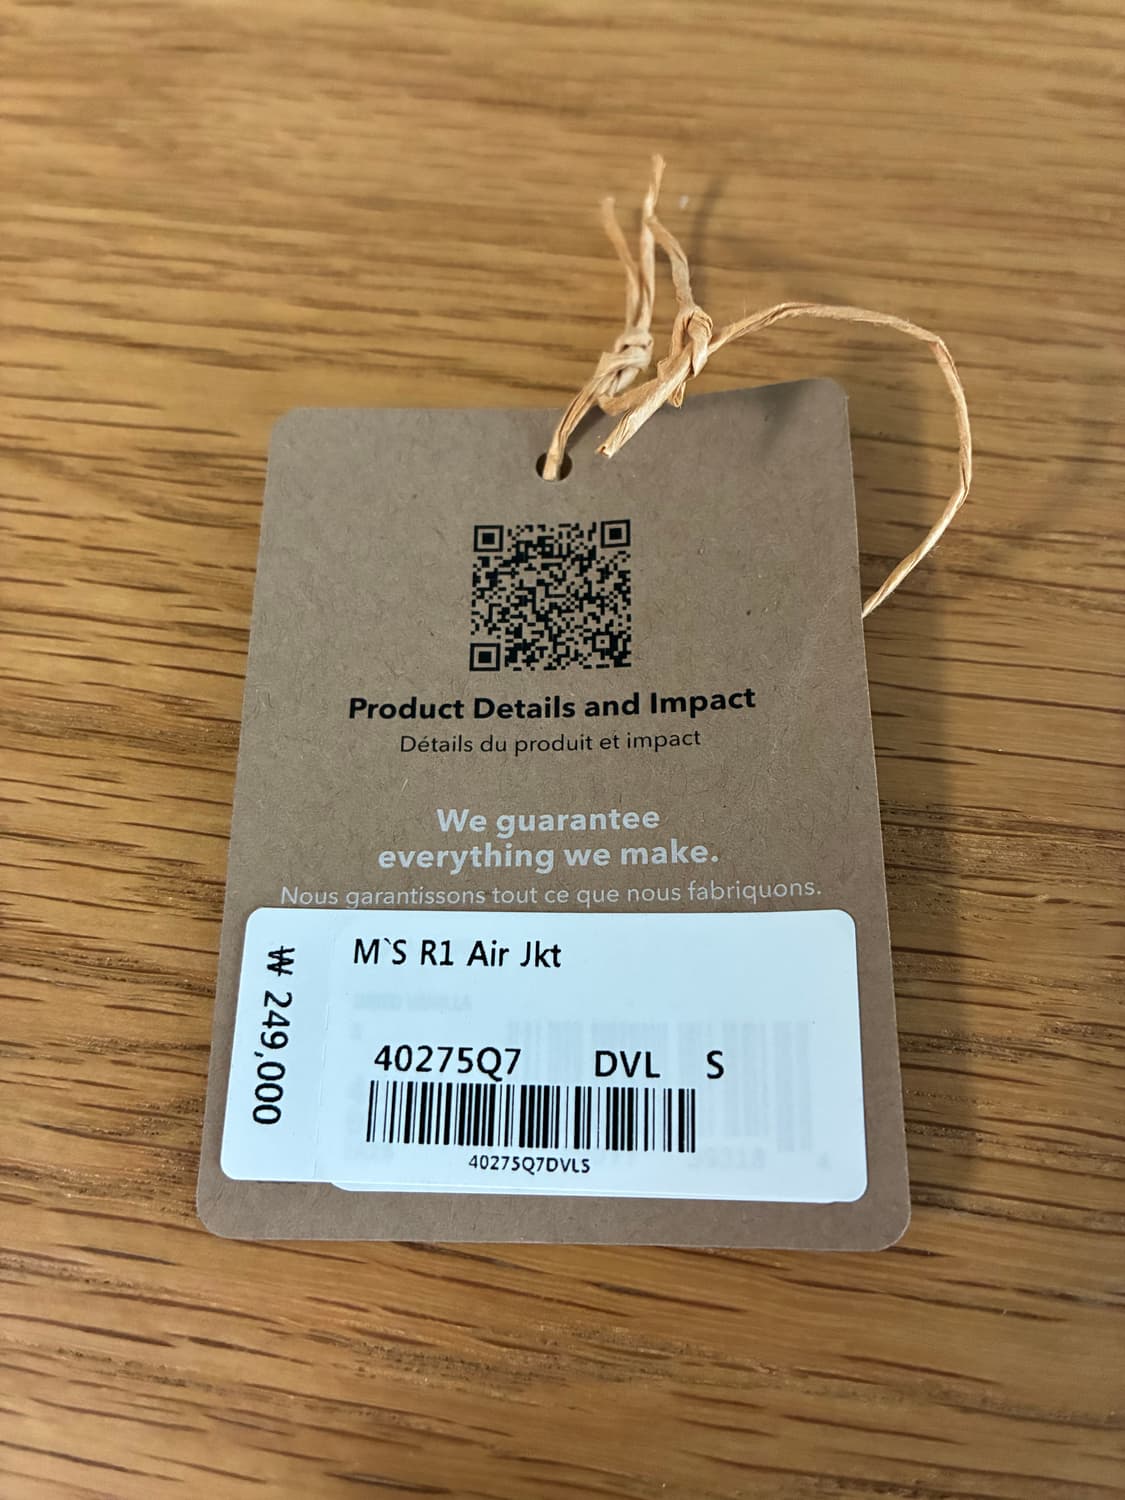 Product Details and Impact
Détails du produit et impact
We guarantee
everything we make.
Nous garantissons tout ce que nous fabriquons.
₩ 249,000
M`S R1 Air Jkt
40275Q7 DVL S
40275Q7DVLS